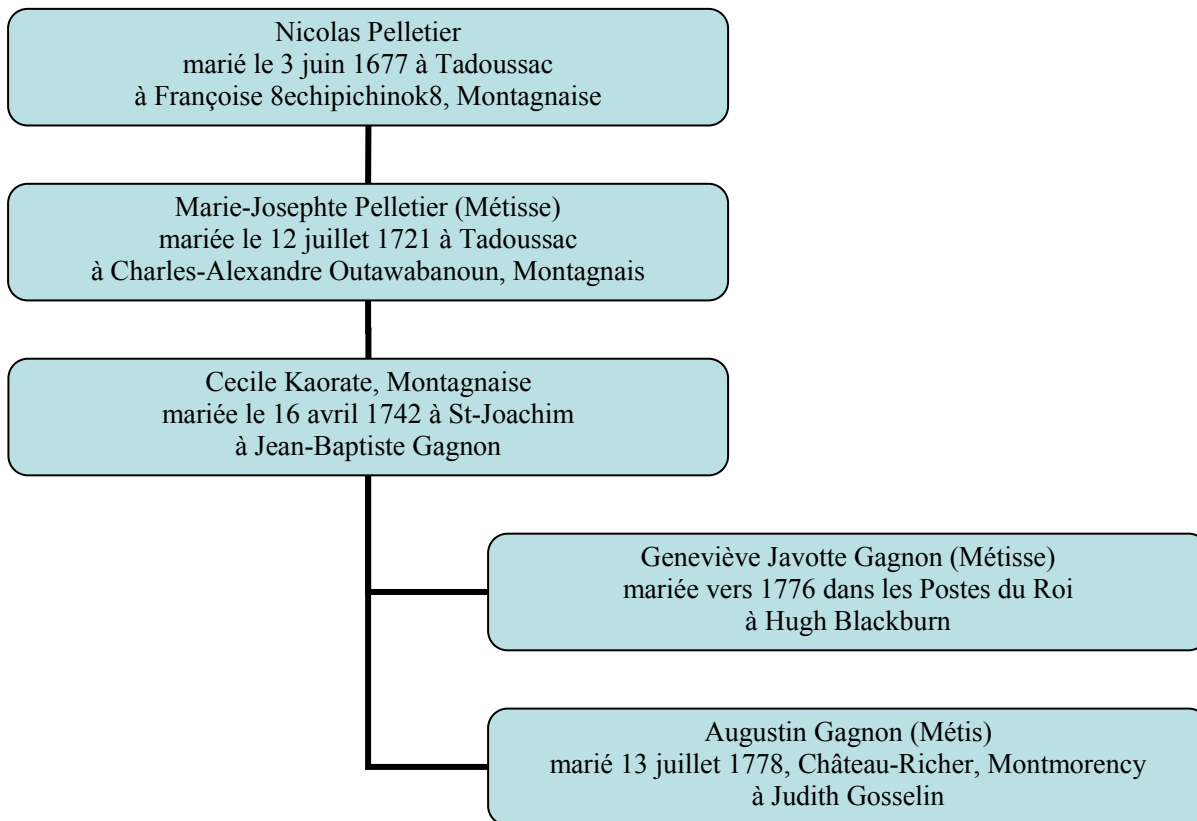 Nicolas Pelletier
marié le 3 juin 1677 à Tadoussac
à Françoise 8echipichinok8, Montagnaise
Marie-Josephte Pelletier (Métisse)
mariée le 12 juillet 1721 à Tadoussac
à Charles-Alexandre Outawabanoun, Montagnais
Cecile Kaorate, Montagnaise
mariée le 16 avril 1742 à St-Joachim
à Jean-Baptiste Gagnon
Geneviève Javotte Gagnon (Métisse)
mariée vers 1776 dans les Postes du Roi
à Hugh Blackburn
Augustin Gagnon (Métis)
marié 13 juillet 1778, Château-Richer, Montmorency
à Judith Gosselin